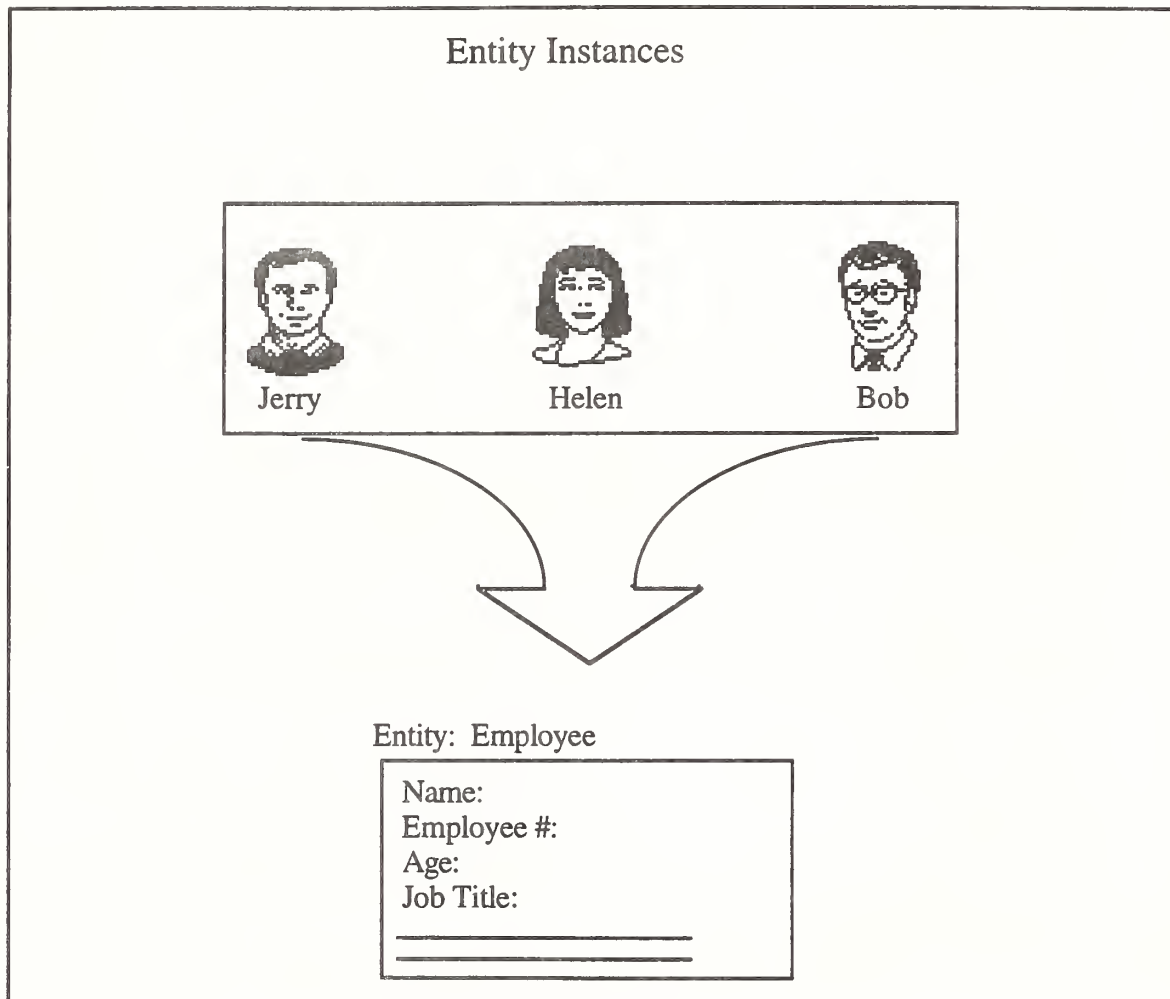 Entity Instances
Jerry Helen Bob
Entity: Employee
Name:
Employee #:
Age:
Job Title: